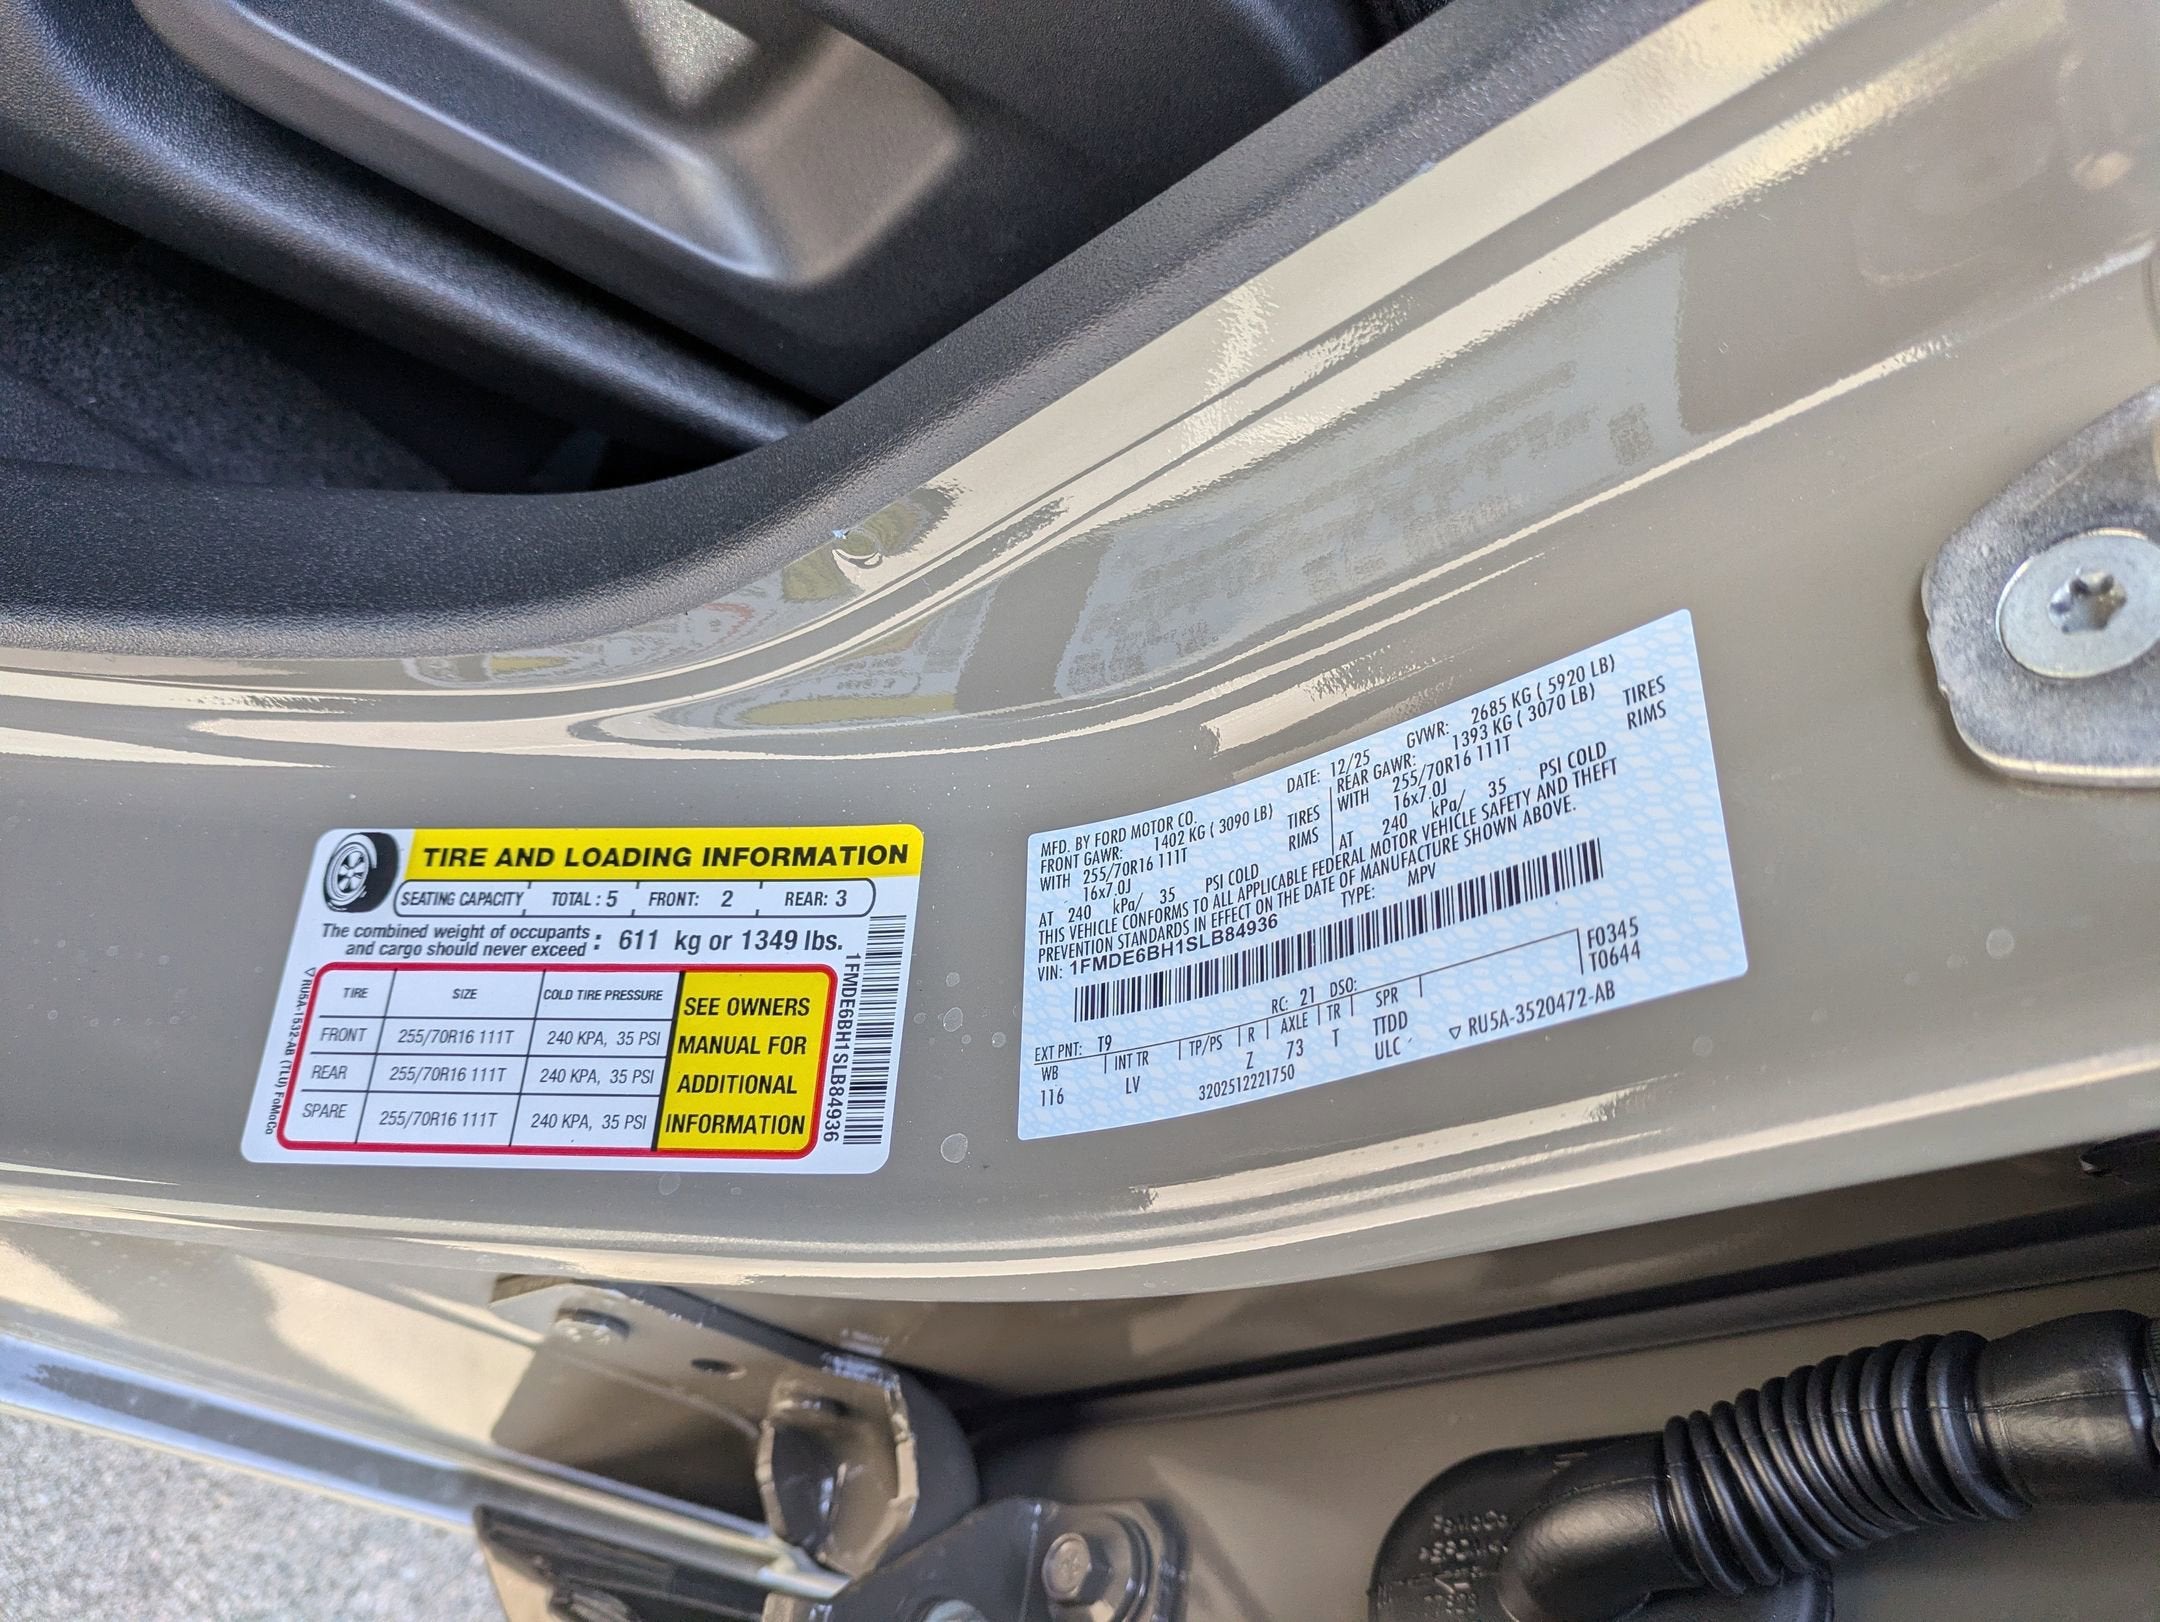 TIRE AND LOADING INFORMATION
SEATING CAPACITY TOTAL : 5 FRONT: 2 REAR: 3
The combined weight of occupants and cargo should never exceed : 611 kg or 1349 lbs.
TIRE SIZE COLD TIRE PRESSURE
FRONT 255/70R16 111T 240 KPA, 35 PSI
REAR 255/70R16 111T 240 KPA, 35 PSI
SPARE 255/70R16 111T 240 KPA, 35 PSI
SEE OWNERS
MANUAL FOR
ADDITIONAL
INFORMATION
1FMDE6BH1SLB84936
RU5A-1532-AB (TLU) FoMoCo
MFD. BY FORD MOTOR CO. DATE: 12/25 GVWR: 2685 KG ( 5920 LB)
FRONT GAWR: 1402 KG ( 3090 LB) REAR GAWR: 1393 KG ( 3070 LB)
WITH 255/70R16 111T TIRES WITH 255/70R16 111T TIRES
16x7.0J RIMS 16x7.0J RIMS
AT 240 kPa/ 35 PSI COLD AT 240 kPa/ 35 PSI COLD
THIS VEHICLE CONFORMS TO ALL APPLICABLE FEDERAL MOTOR VEHICLE SAFETY AND THEFT
PREVENTION STANDARDS IN EFFECT ON THE DATE OF MANUFACTURE SHOWN ABOVE.
VIN: 1FMDE6BH1SLB84936 TYPE: MPV
F0345
T0644
EXT PNT: T9 RC: 21 DSO:
WB INT TR TP/PS R AXLE TR SPR
116 LV Z 73 T TTDD
ULC
3202512221750 RU5A-3520472-AB